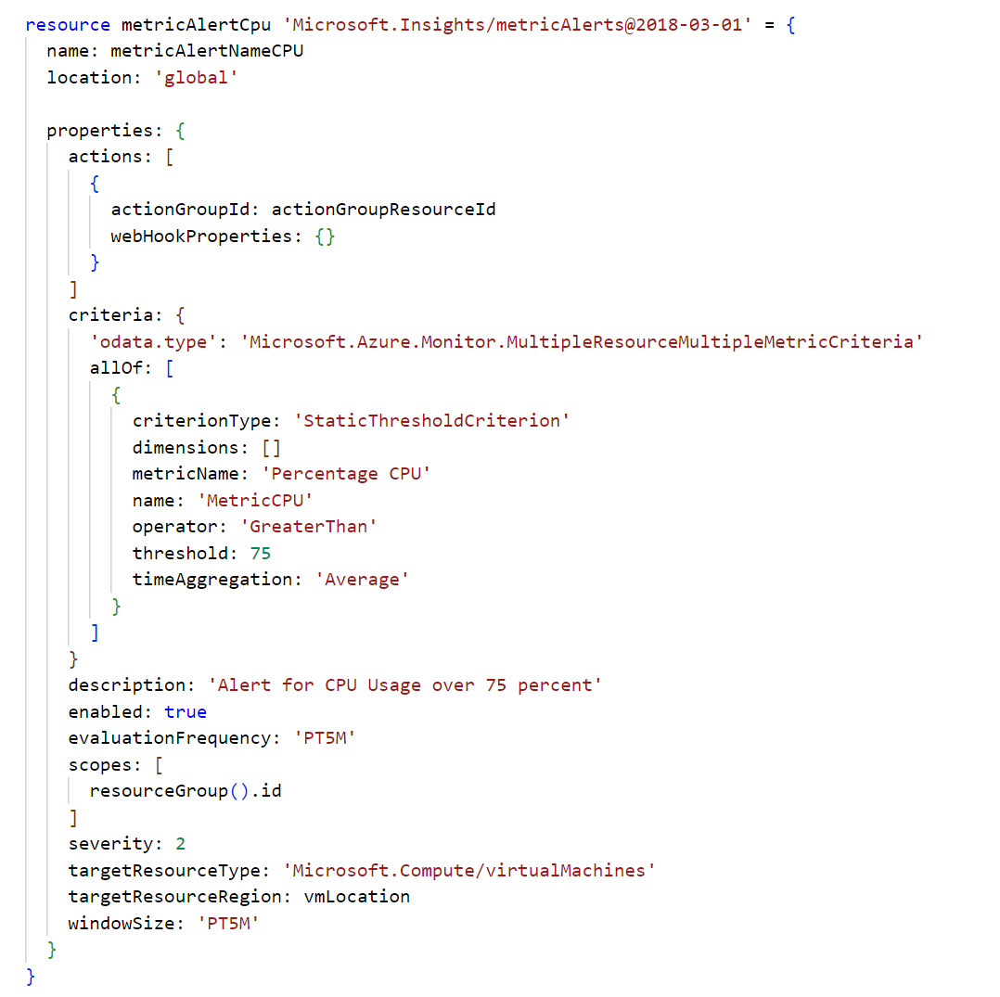 resource metricAlertCpu 'Microsoft.Insights/metricAlerts@2018-03-01' = {
  name: metricAlertNameCPU
  location: 'global'

  properties: {
    actions: [
      {
        actionGroupId: actionGroupResourceId
        webHookProperties: {}
      }
    ]
    criteria: {
      'odata.type': 'Microsoft.Azure.Monitor.MultipleResourceMultipleMetricCriteria'
      allOf: [
        {
          criterionType: 'StaticThresholdCriterion'
          dimensions: []
          metricName: 'Percentage CPU'
          name: 'MetricCPU'
          operator: 'GreaterThan'
          threshold: 75
          timeAggregation: 'Average'
        }
      ]
    }
    description: 'Alert for CPU Usage over 75 percent'
    enabled: true
    evaluationFrequency: 'PT5M'
    scopes: [
      resourceGroup().id
    ]
    severity: 2
    targetResourceType: 'Microsoft.Compute/virtualMachines'
    targetResourceRegion: vmLocation
    windowSize: 'PT5M'
  }
}